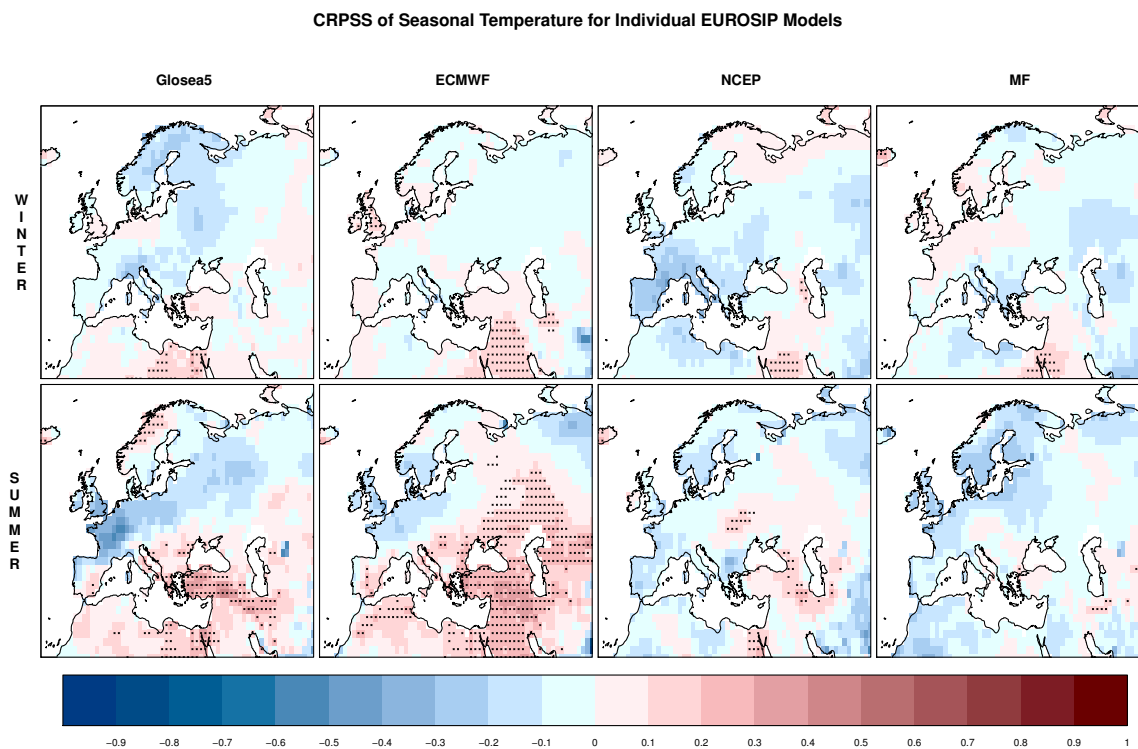 CRPSS of Seasonal Temperature for Individual EUROSIP Models
Glosea5 ECMWF NCEP MF
WINTER
SUMMER
−0.9 −0.8 −0.7 −0.6 −0.5 −0.4 −0.3 −0.2 −0.1 0 0.1 0.2 0.3 0.4 0.5 0.6 0.7 0.8 0.9 1